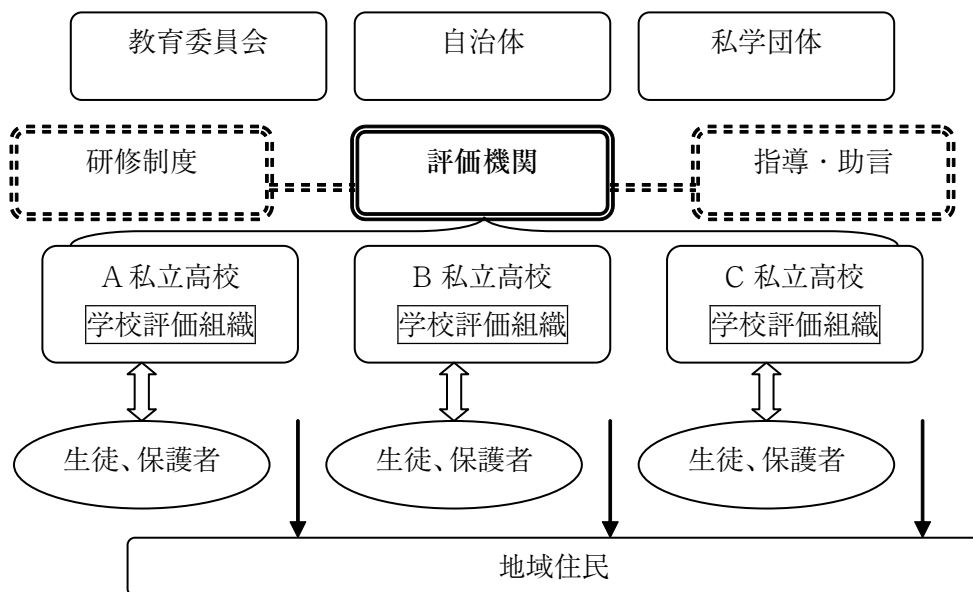 教育委員会
自治体
私学団体
研修制度
評価機関
指導・助言
A 私立高校
学校評価組織
B 私立高校
学校評価組織
C 私立高校
学校評価組織
生徒、保護者
生徒、保護者
生徒、保護者
地域住民